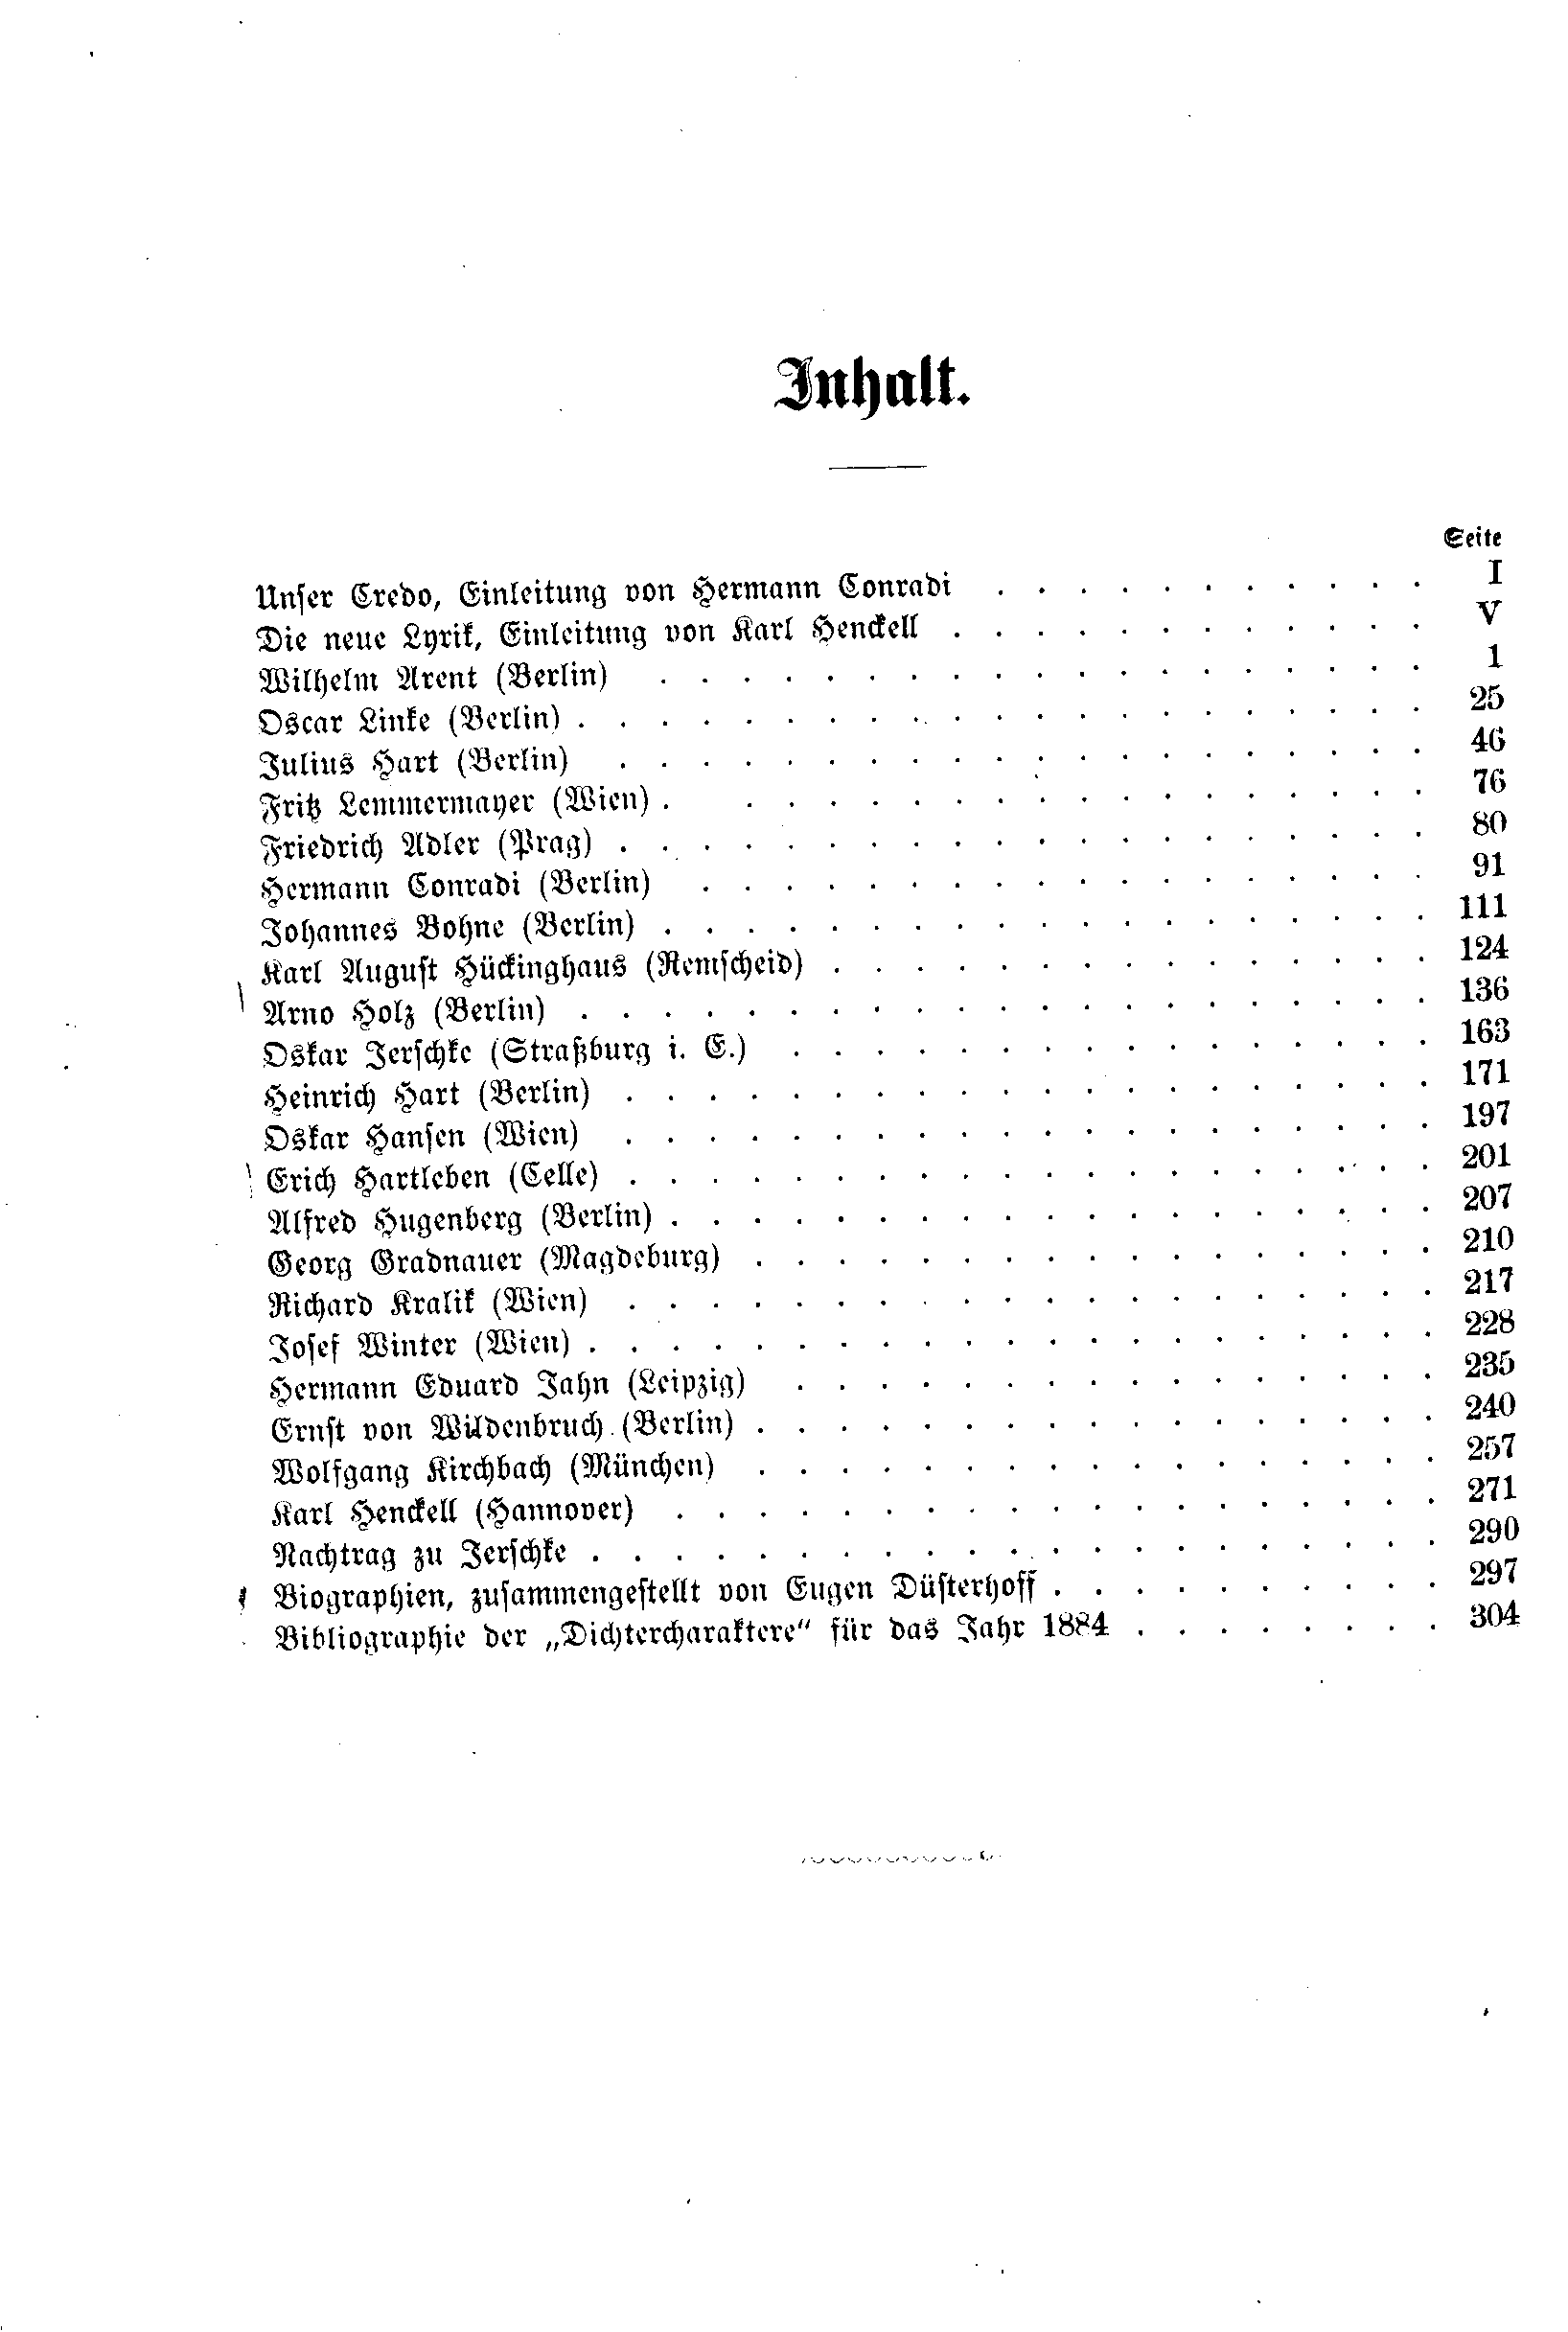 Inhalt.
Seite
Unser Credo, Einleitung von Hermann Conradi . . . . . . . . . . . I
Die neue Lyrik, Einleitung von Karl Henckell . . . . . . . . . . . . V
Wilhelm Arent (Berlin) . . . . . . . . . . . . . . . . . . . 1
Oscar Linke (Berlin) . . . . . . . . . . . . . . . . . . . . . 25
Julius Hart (Berlin) . . . . . . . . . . . . . . . . . . . . 46
Fritz Lemmermayer (Wien) . . . . . . . . . . . . . . . . . . 76
Friedrich Adler (Prag) . . . . . . . . . . . . . . . . . . . . 80
Hermann Conradi (Berlin) . . . . . . . . . . . . . . . . . . 91
Johannes Bohne (Berlin) . . . . . . . . . . . . . . . . . . . 111
Karl August Hückinghaus (Remscheid) . . . . . . . . . . . . . . . 124
Arno Holz (Berlin) . . . . . . . . . . . . . . . . . . . . . 136
Oskar Jerschke (Straßburg i. E.) . . . . . . . . . . . . . . . . 163
Heinrich Hart (Berlin) . . . . . . . . . . . . . . . . . . . . 171
Oskar Hansen (Wien) . . . . . . . . . . . . . . . . . . . . 197
Erich Hartleben (Celle) . . . . . . . . . . . . . . . . . . . . 201
Alfred Hugenberg (Berlin) . . . . . . . . . . . . . . . . . . . 207
Georg Gradnauer (Magdeburg) . . . . . . . . . . . . . . . . . 210
Richard Kralik (Wien) . . . . . . . . . . . . . . . . . . . . 217
Josef Winter (Wien) . . . . . . . . . . . . . . . . . . . . . 228
Hermann Eduard Jahn (Leipzig) . . . . . . . . . . . . . . . . 235
Ernst von Wildenbruch (Berlin) . . . . . . . . . . . . . . . . . 240
Wolfgang Kirchbach (München) . . . . . . . . . . . . . . . . . 257
Karl Henckell (Hannover) . . . . . . . . . . . . . . . . . . . 271
Nachtrag zu Jerschke . . . . . . . . . . . . . . . . . . . . . 290
Biographien, zusammengestellt von Eugen Düsterhoff . . . . . . . . . . 297
Bibliographie der „Dichtercharaktere“ für das Jahr 1884 . . . . . . . . 304